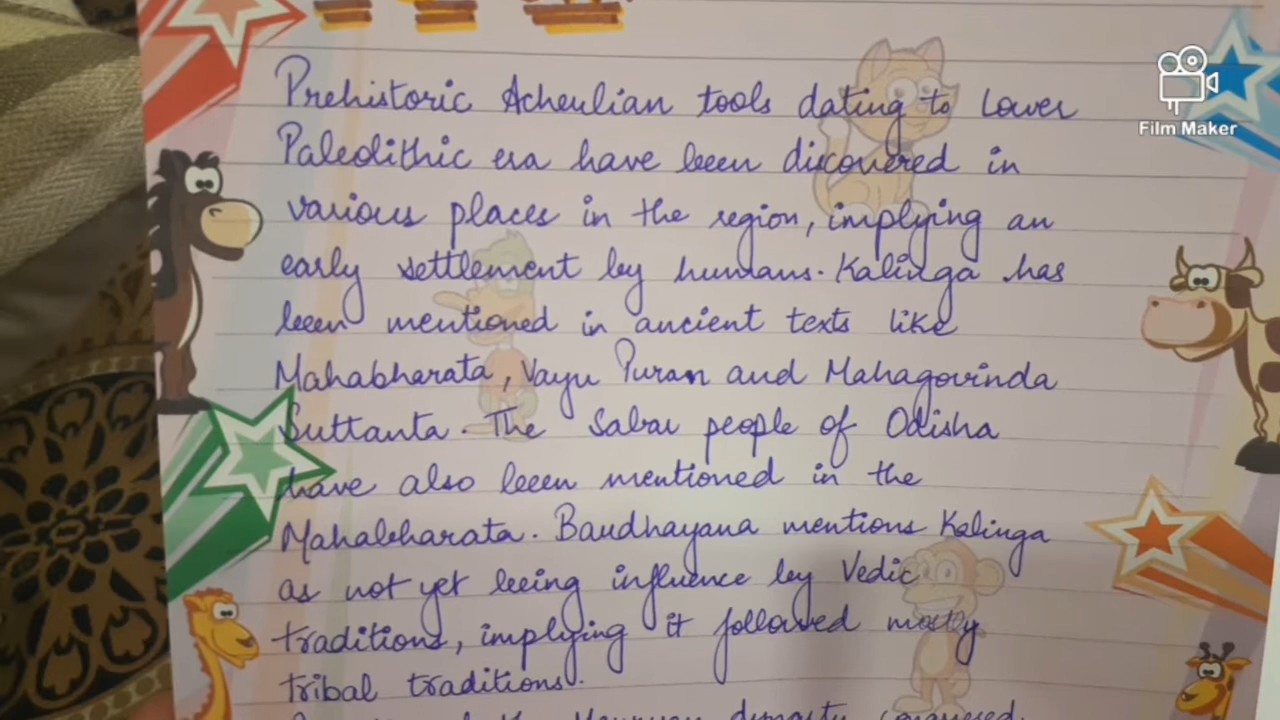 Film Maker
Prehistoric Acheulian tools dating to Lower
Paleolithic era have been discovered in
various places in the region, implying an
early settlement by humans. Kalinga has
been mentioned in ancient texts like
Mahabharata, Vayu Puran and Mahagovinda
Suttanta. The Sabar people of Odisha
have also been mentioned in the
Mahabharata. Baudhayana mentions Kalinga
as not yet being influence by Vedic
traditions, implying it followed mostly
tribal traditions.
dynasty conquered